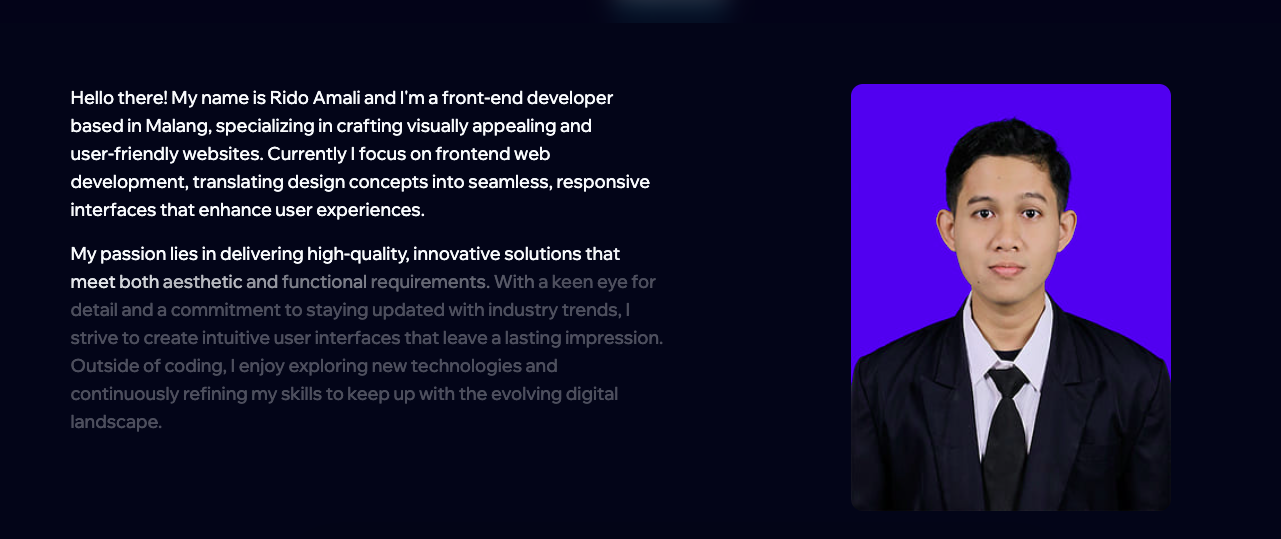 Hello there! My name is Rido Amali and I'm a front-end developer
based in Malang, specializing in crafting visually appealing and
user-friendly websites. Currently I focus on frontend web
development, translating design concepts into seamless, responsive
interfaces that enhance user experiences.
My passion lies in delivering high-quality, innovative solutions that
meet both aesthetic and functional requirements. With a keen eye for
detail and a commitment to staying updated with industry trends, I
strive to create intuitive user interfaces that leave a lasting impression.
Outside of coding, I enjoy exploring new technologies and
continuously refining my skills to keep up with the evolving digital
landscape.